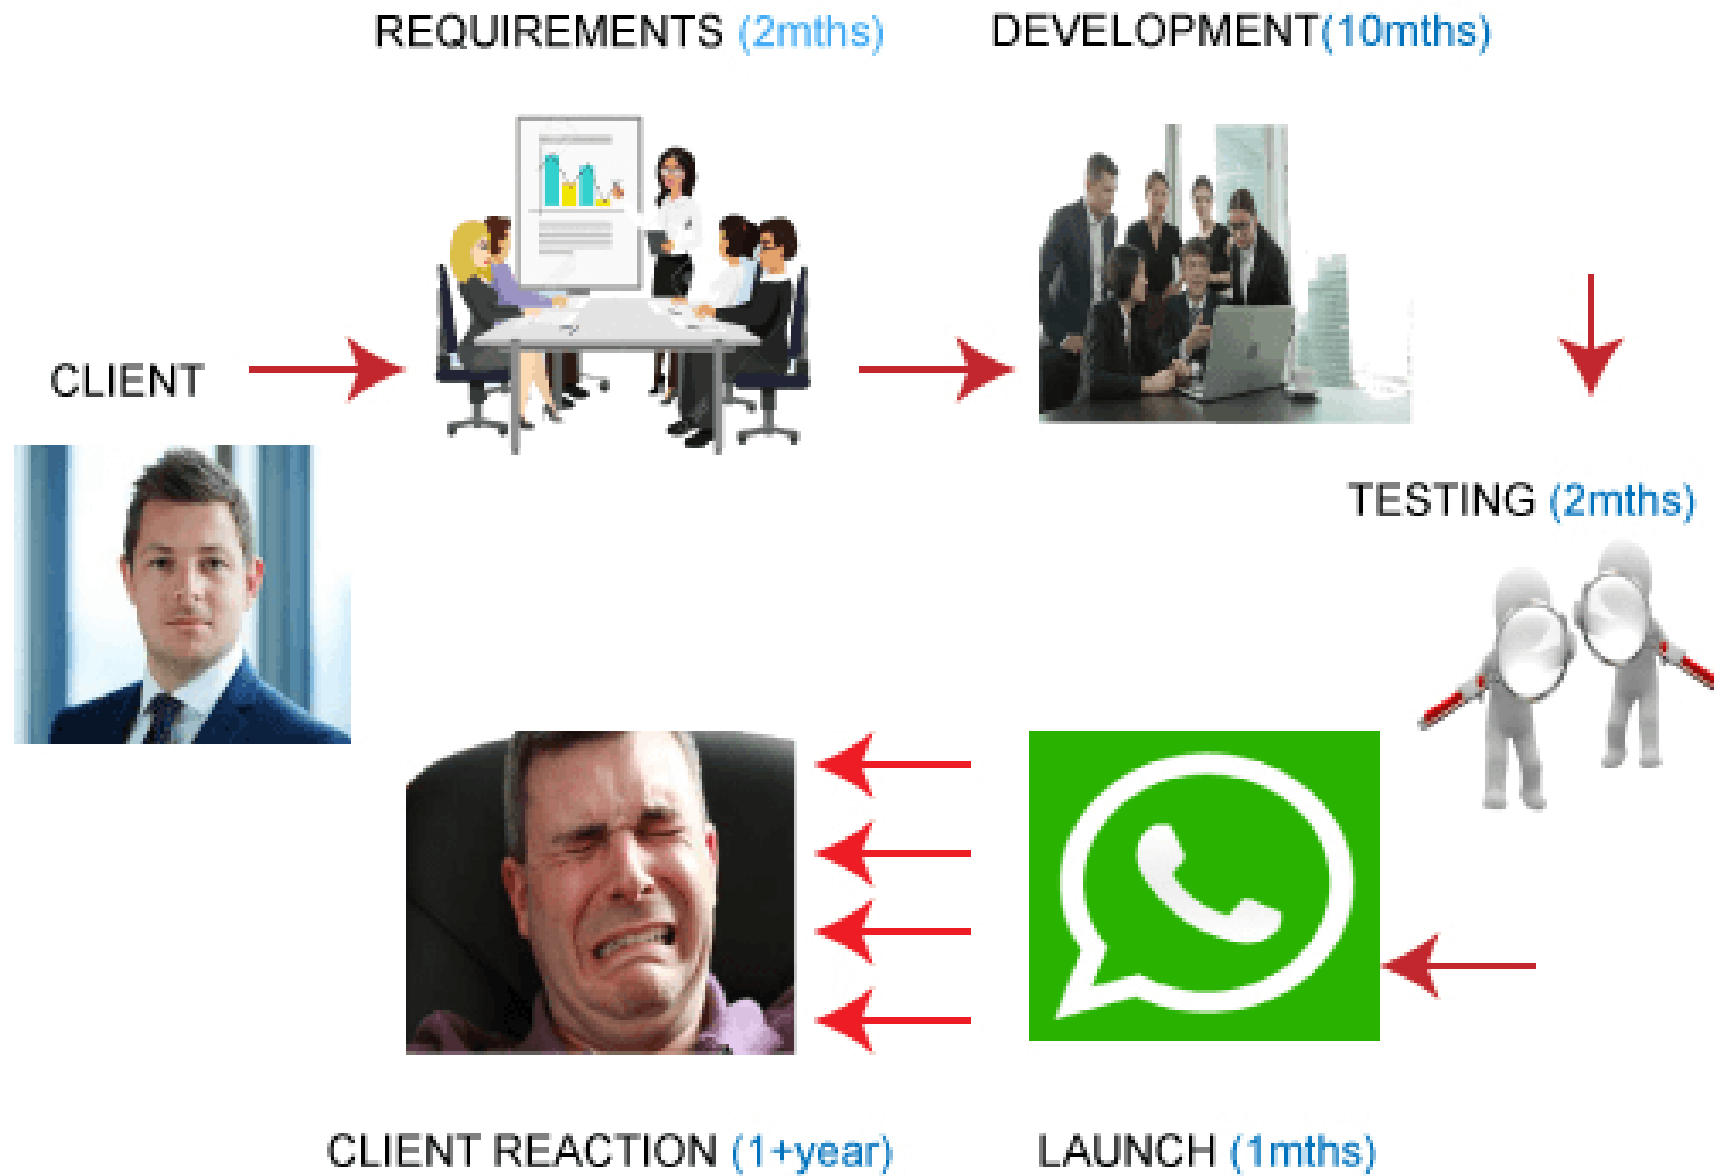 REQUIREMENTS (2mths)
DEVELOPMENT(10mths)
CLIENT
TESTING (2mths)
CLIENT REACTION (1+year)
LAUNCH (1mths)